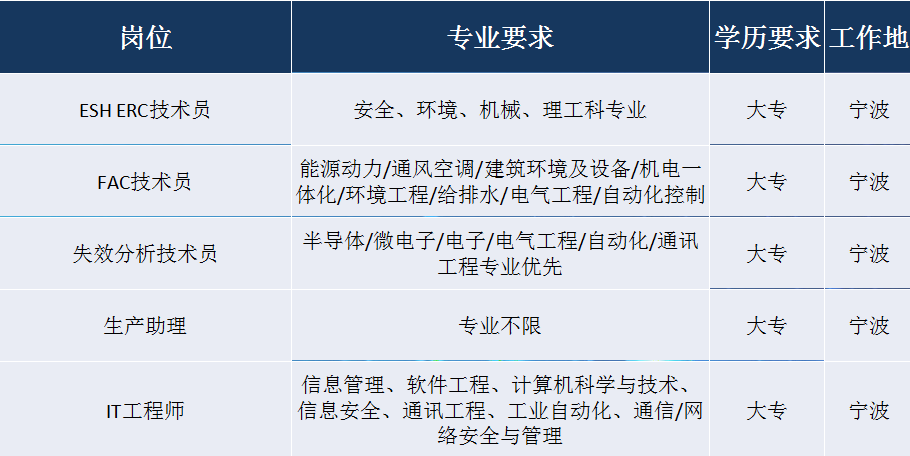 岗位 专业要求 学历要求 工作地
ESH ERC技术员 安全、环境、机械、理工科专业 大专 宁波
FAC技术员 能源动力/通风空调/建筑环境及设备/机电一 大专 宁波
体化/环境工程/给排水/电气工程/自动化控制
失效分析技术员 半导体/微电子/电子/电气工程/自动化/通讯 大专 宁波
工程专业优先
生产助理 专业不限 大专 宁波
IT工程师 信息管理、软件工程、计算机科学与技术、 大专 宁波
信息安全、通讯工程、工业自动化、通信/网
络安全与管理